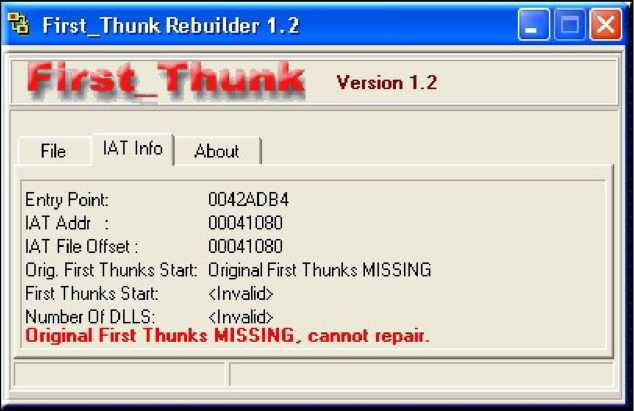 First_Thunk Rebuilder 1.2
First_Thunk Version 1.2
File IAT Info About
Entry Point: 0042ADB4
IAT Addr : 00041080
IAT File Offset : 00041080
Orig. First Thunks Start: Original First Thunks MISSING
First Thunks Start: <Invalid>
Number Of DLLS: <Invalid>
Original First Thunks MISSING, cannot repair.